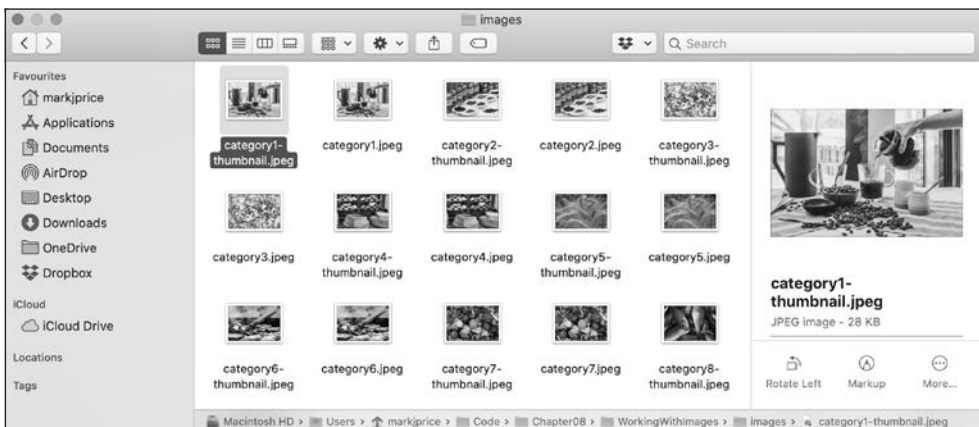 images
Search
Favourites
markjprice
Applications
Documents
AirDrop
Desktop
Downloads
OneDrive
Dropbox
iCloud
iCloud Drive
Locations
Tags
category1-
thumbnail.jpeg
category1.jpeg
category2-
thumbnail.jpeg
category2.jpeg
category3-
thumbnail.jpeg
category3.jpeg
category4-
thumbnail.jpeg
category4.jpeg
category5-
thumbnail.jpeg
category5.jpeg
category6-
thumbnail.jpeg
category6.jpeg
category7-
thumbnail.jpeg
category7.jpeg
category8-
thumbnail.jpeg
category1-
thumbnail.jpeg
JPEG image - 28 KB
Rotate Left
Markup
More...
Macintosh HD › Users › markjprice › Code › Chapter08 › WorkingWithImages › images › category1-thumbnail.jpeg